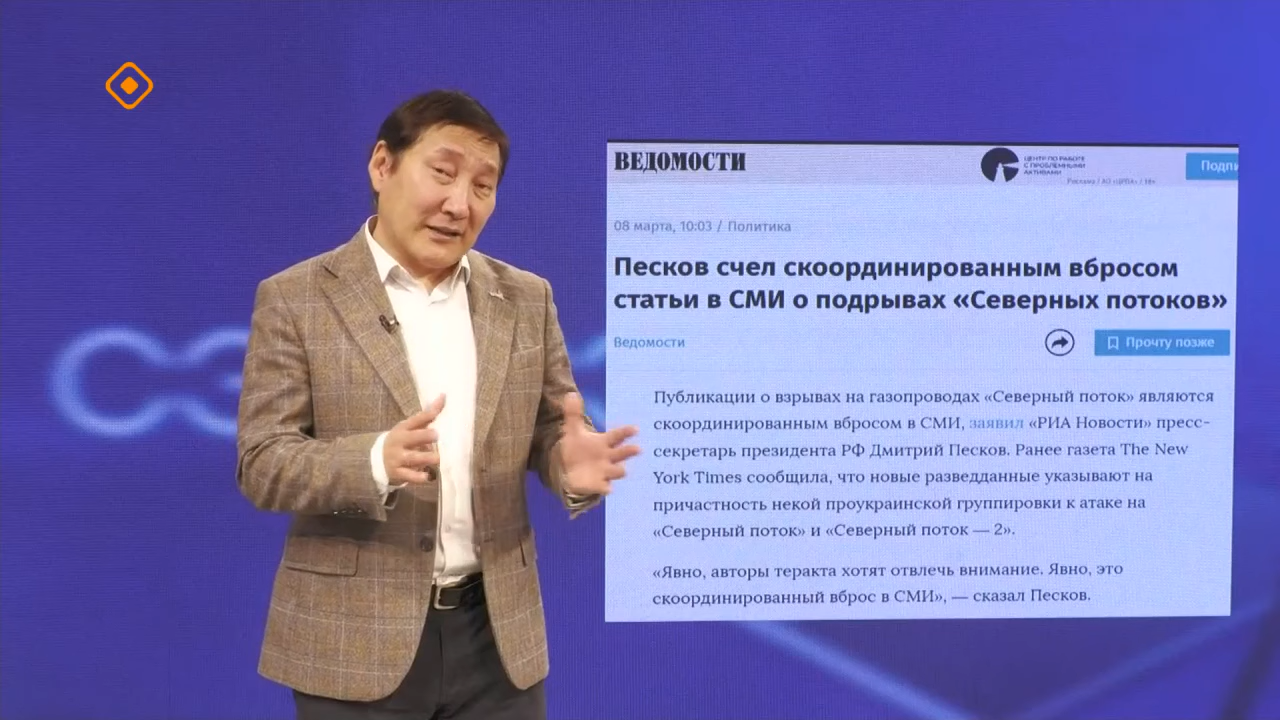 ВЕДОМОСТИ
ЦЕНТР ПО РАБОТЕ
С ПРОБЛЕМНЫМИ
АКТИВАМИ
Реклама / АО «ЦРПА» / 18+
08 марта, 10:03 / Политика
Песков счел скоординированным вбросом
статьи в СМИ о подрывах «Северных потоков»
Ведомости
Прочту позже
Публикации о взрывах на газопроводах «Северный поток» являются
скоординированным вбросом в СМИ, заявил «РИА Новости» пресс-
секретарь президента РФ Дмитрий Песков. Ранее газета The New
York Times сообщила, что новые разведданные указывают на
причастность некой проукраинской группировки к атаке на
«Северный поток» и «Северный поток — 2».
«Явно, авторы теракта хотят отвлечь внимание. Явно, это
скоординированный вброс в СМИ», — сказал Песков.